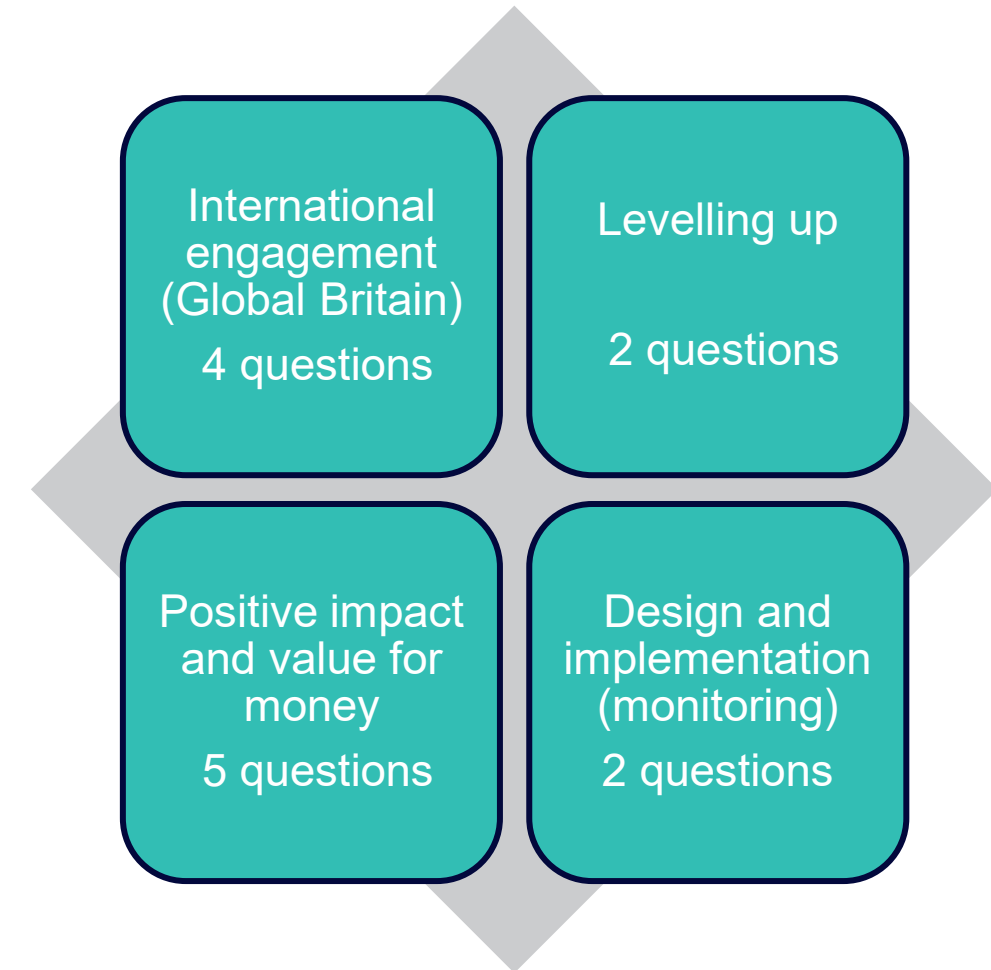 International
engagement
(Global Britain)
4 questions
Levelling up
2 questions
Positive impact
and value for
money
5 questions
Design and
implementation
(monitoring)
2 questions